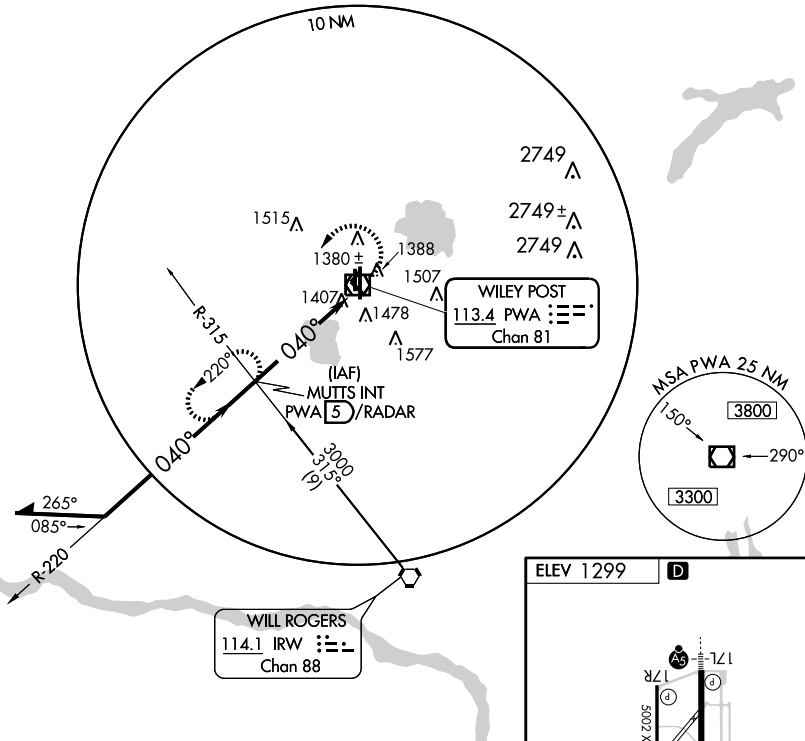 10 NM
2749
2749 ±
2749
1515
1380 ±
1388
1407
1507
1478
1577
WILEY POST
113.4 PWA
Chan 81
R-315
040°
220°
(IAF)
MUTTS INT
PWA 5 /RADAR
040°
3000
315°
(9)
265°
085°
R-220
WILL ROGERS
114.1 IRW
Chan 88
MSA PWA 25 NM
150°
3800
290°
3300
ELEV 1299 D
A5
17L
17R
P
P
5002 X